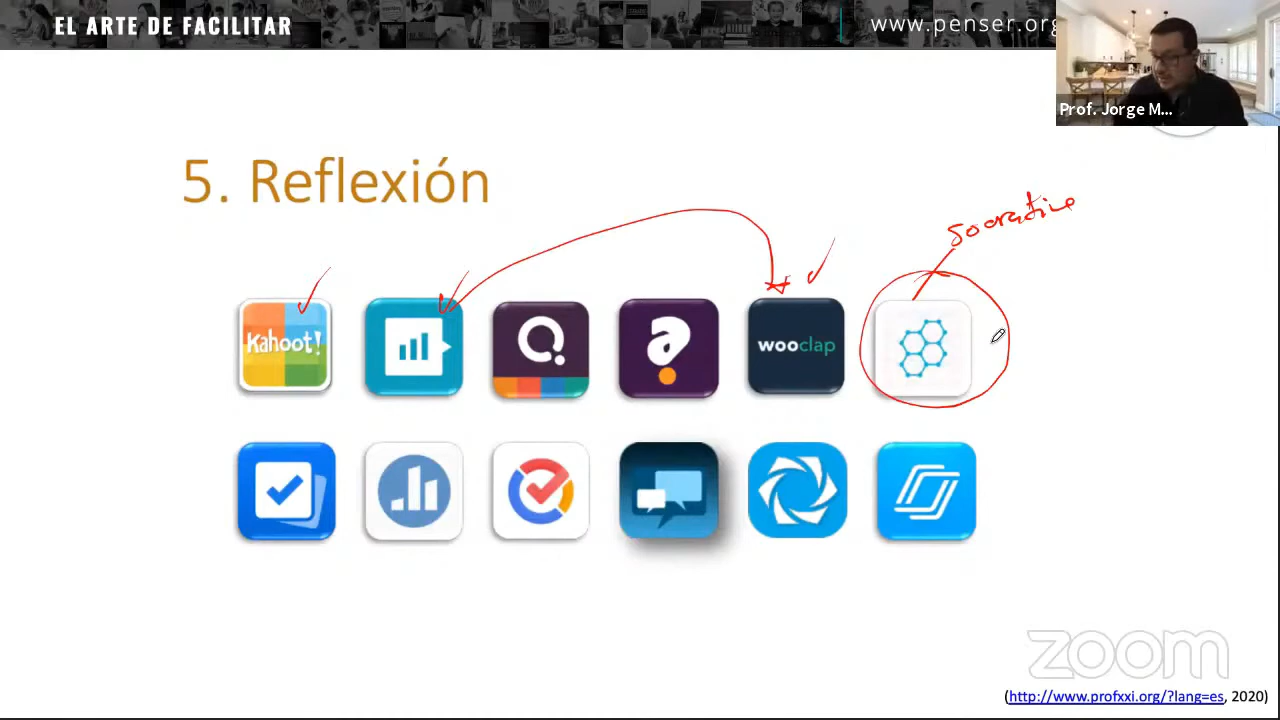 EL ARTE DE FACILITAR
www.penser.org
Prof. Jorge M...
5. Reflexión
Socrative
Kahoot!
wooclap
zoom
(http://www.profxxi.org/?lang=es, 2020)